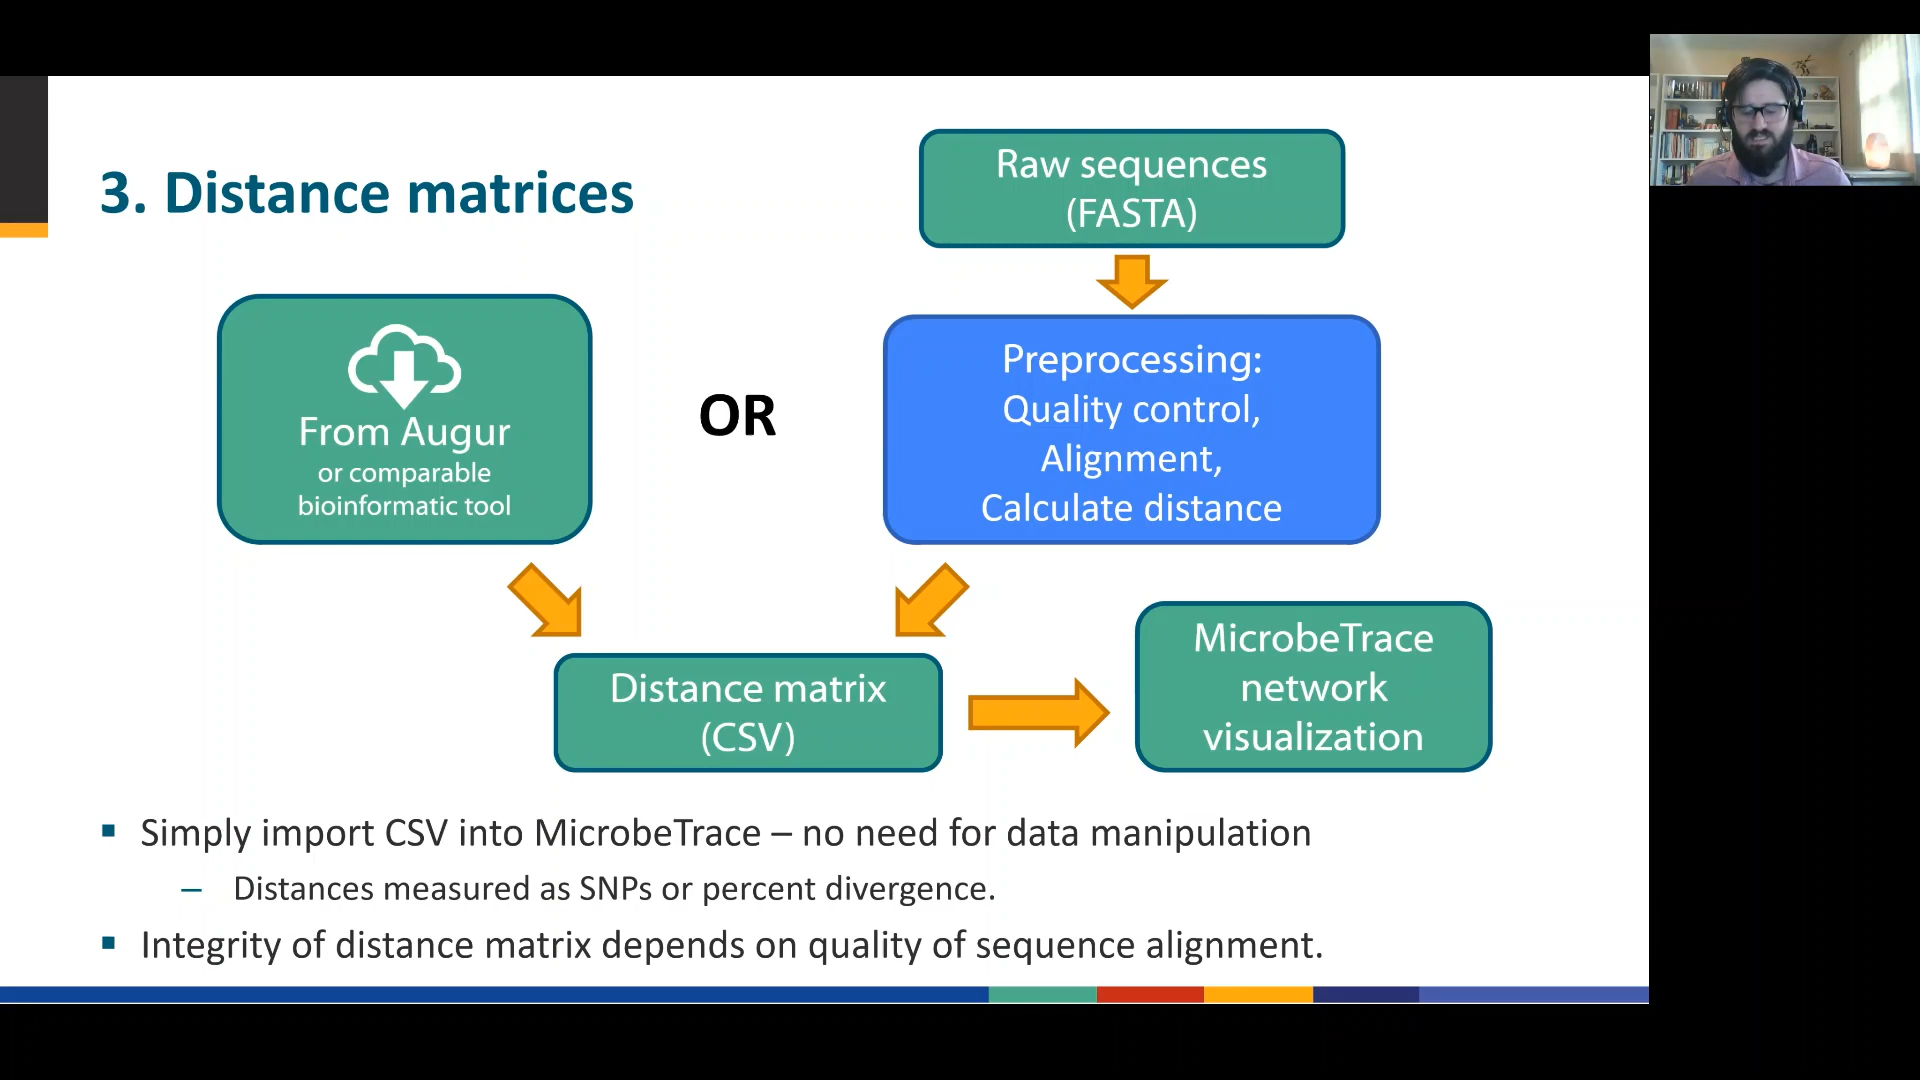 3. Distance matrices
Raw sequences
(FASTA)
From Augur
or comparable
bioinformatic tool
OR
Preprocessing:
Quality control,
Alignment,
Calculate distance
Distance matrix
(CSV)
MicrobeTrace
network
visualization
▪ Simply import CSV into MicrobeTrace – no need for data manipulation
– Distances measured as SNPs or percent divergence.
▪ Integrity of distance matrix depends on quality of sequence alignment.